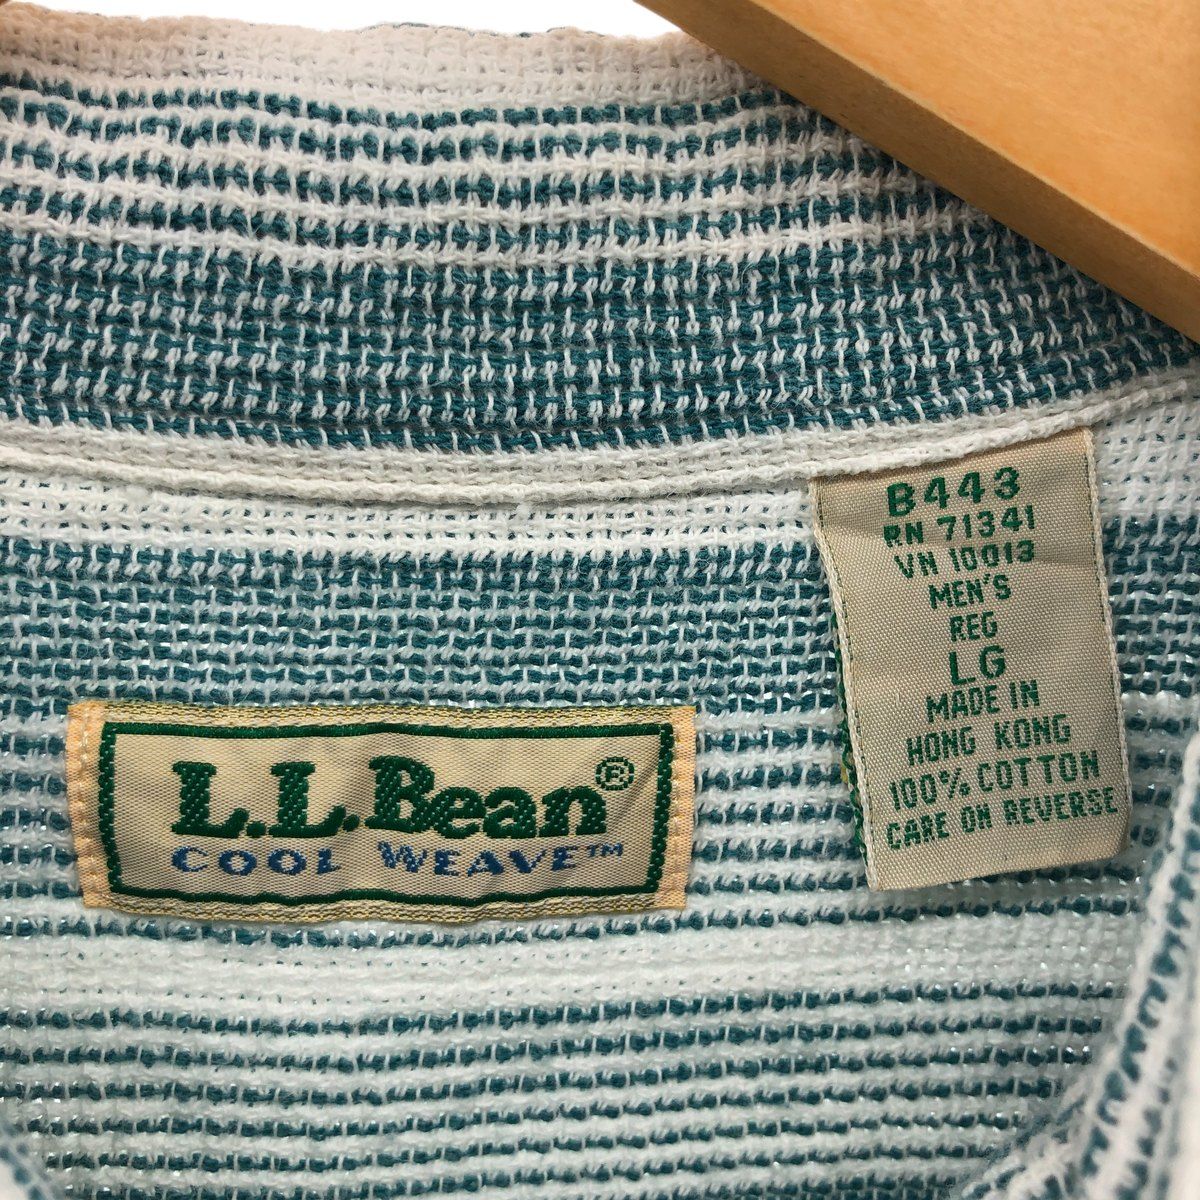 L.L.Bean®
COOL WEAVE™
B443
RN 71341
VN 10013
MEN'S
REG
LG
MADE IN
HONG KONG
100% COTTON
CARE ON REVERSE